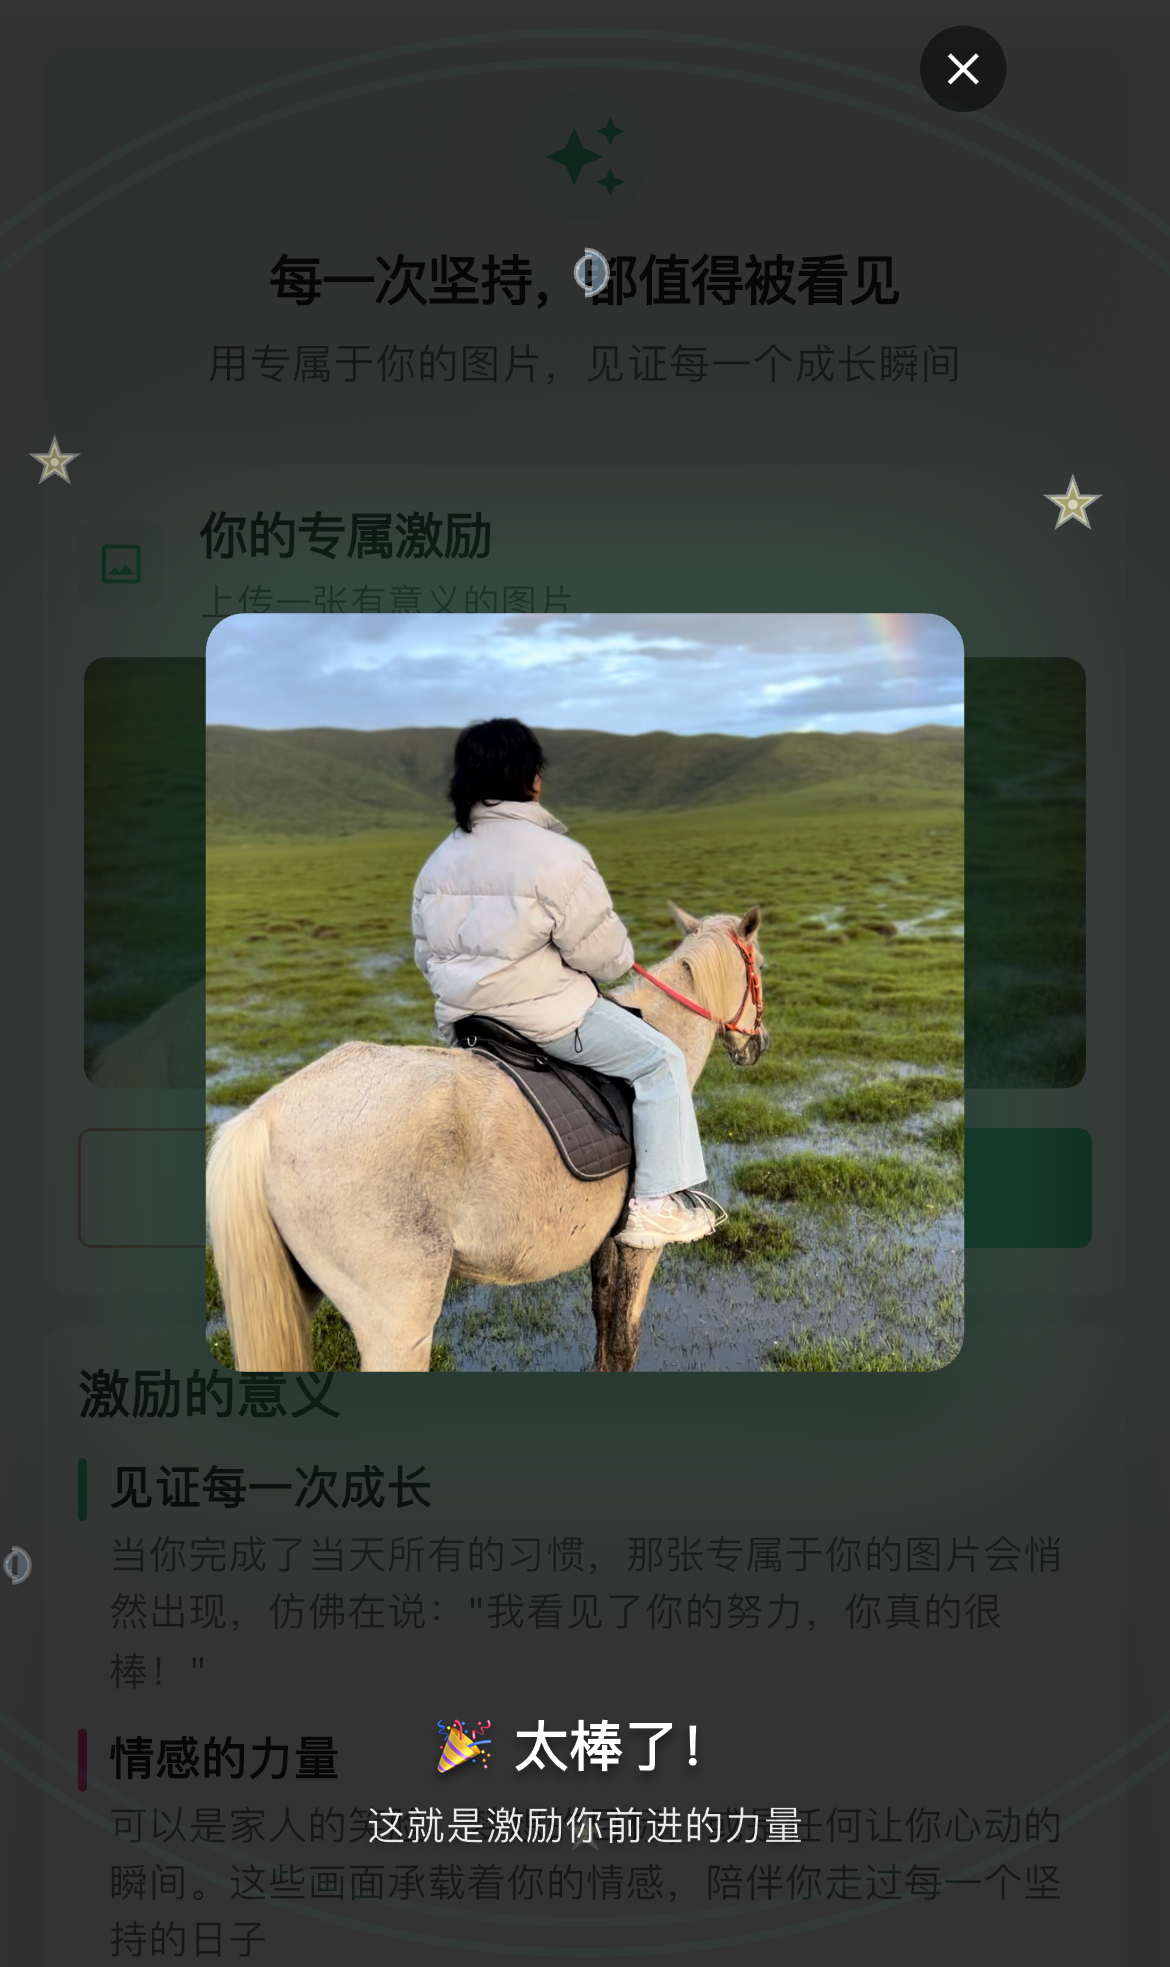 每一次坚持，都值得被看见
用专属于你的图片，见证每一个成长瞬间
你的专属激励
上传一张有意义的图片
激励的意义
见证每一次成长
当你完成了当天所有的习惯，那张专属于你的图片会悄
然出现，仿佛在说："我看见了你的努力，你真的很
棒！"
🎉 太棒了！
情感的力量
这就是激励你前进的力量
可以是家人的笑 任何让你心动的
瞬间。这些画面承载着你的情感，陪伴你走过每一个坚
持的日子